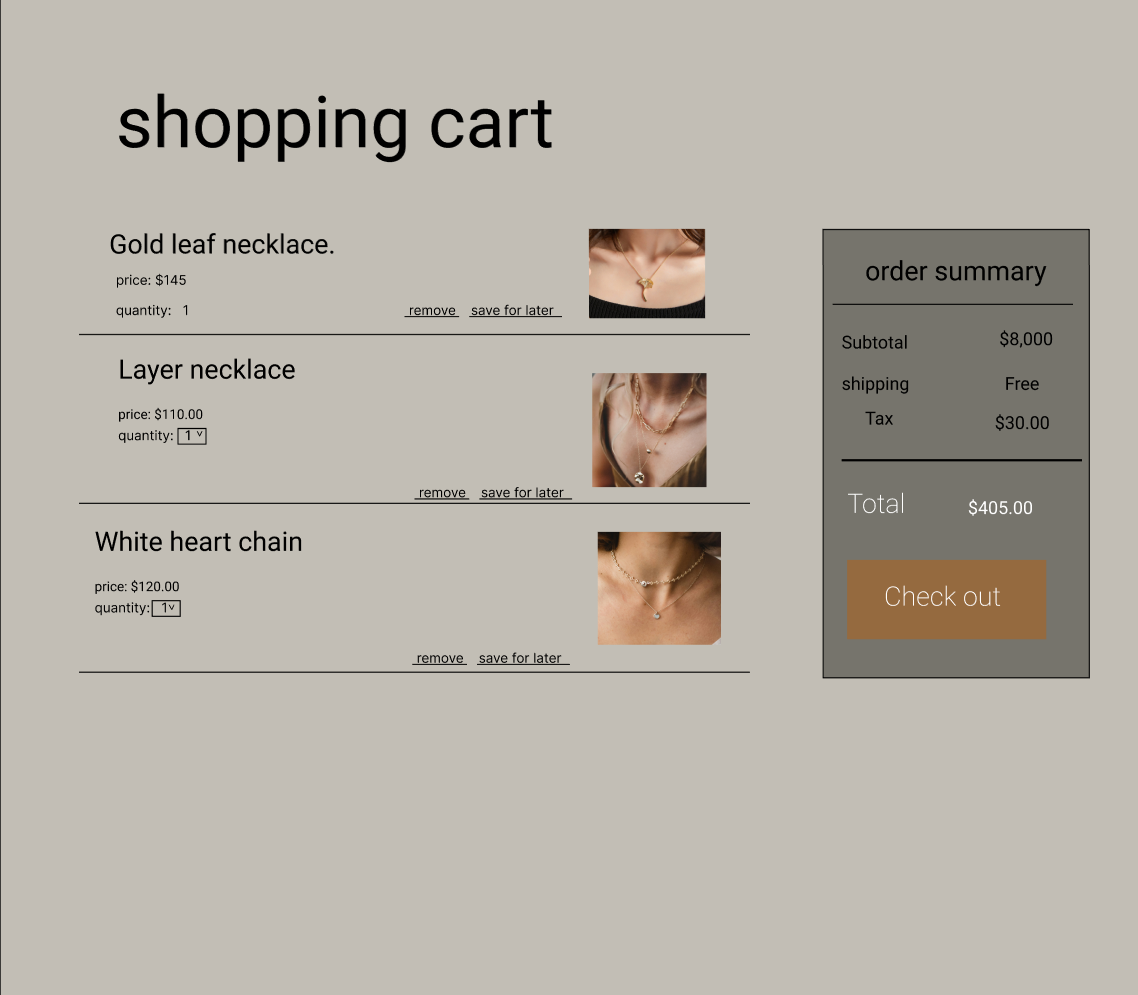 shopping cart
Gold leaf necklace.
price: $145
quantity: 1
remove save for later
Layer necklace
price: $110.00
quantity: 1 v
remove save for later
White heart chain
price: $120.00
quantity: 1 v
remove save for later
order summary
Subtotal $8,000
shipping Free
Tax $30.00
Total $405.00
Check out